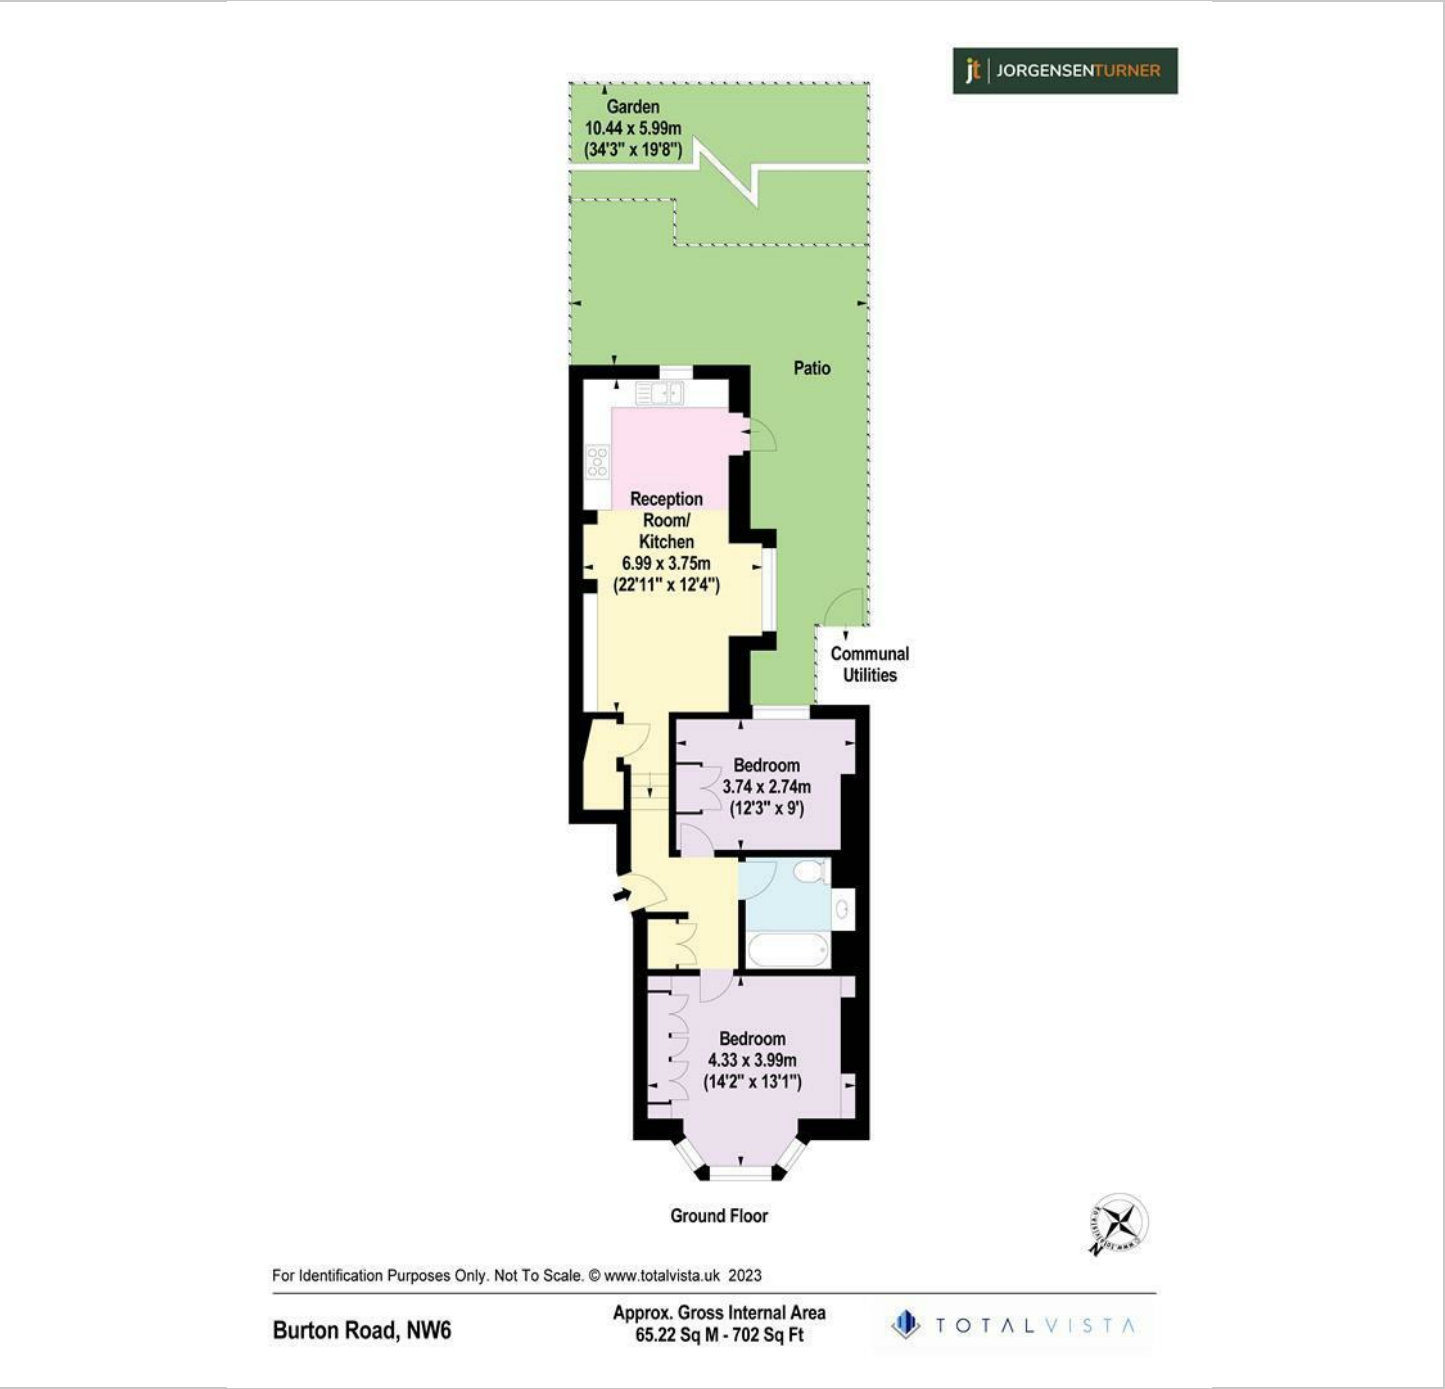 jt | JORGENSENTURNER
Garden
10.44 x 5.99m
(34'3" x 19'8")
Patio
Reception
Room/
Kitchen
6.99 x 3.75m
(22'11" x 12'4")
Communal
Utilities
Bedroom
3.74 x 2.74m
(12'3" x 9')
Bedroom
4.33 x 3.99m
(14'2" x 13'1")
Ground Floor
N
For Identification Purposes Only. Not To Scale. © www.totalvista.uk 2023
Burton Road, NW6
Approx. Gross Internal Area
65.22 Sq M - 702 Sq Ft
TOTALVISTA